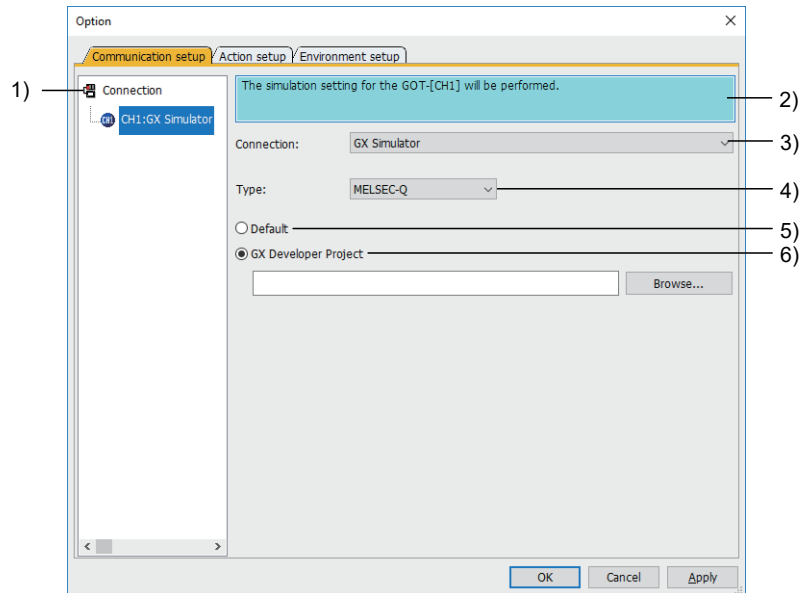 Option
Communication setup Action setup Environment setup
1) Connection
CH1:GX Simulator
The simulation setting for the GOT-[CH1] will be performed.
2)
Connection: GX Simulator 3)
Type: MELSEC-Q 4)
Default 5)
GX Developer Project 6)
Browse...
OK Cancel Apply